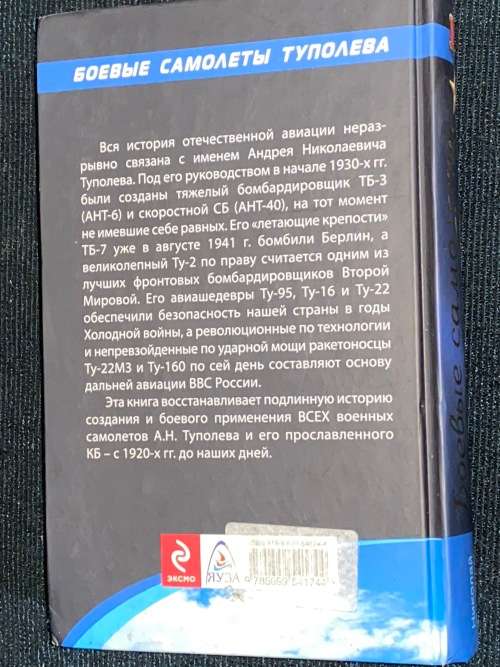 БОЕВЫЕ САМОЛЕТЫ ТУПОЛЕВА
Вся история отечественной авиации нераз-
рывно связана с именем Андрея Николаевича
Туполева. Под его руководством в начале 1930-х гг.
были созданы тяжелый бомбардировщик ТБ-3
(АНТ-6) и скоростной СБ (АНТ-40), на тот момент
не имевшие себе равных. Его «летающие крепости»
ТБ-7 уже в августе 1941 г. бомбили Берлин, а
великолепный Ту-2 по праву считается одним из
лучших фронтовых бомбардировщиков Второй
Мировой. Его авиашедевры Ту-95, Ту-16 и Ту-22
обеспечили безопасность нашей страны в годы
Холодной войны, а революционные по технологии
и непревзойденные по ударной мощи ракетоносцы
Ту-22М3 и Ту-160 по сей день составляют основу
дальней авиации ВВС России.
Эта книга восстанавливает подлинную историю
создания и боевого применения ВСЕХ военных
самолетов А.Н. Туполева и его прославленного
КБ – с 1920-х гг. до наших дней.
ЭКСМО
ЯУЗА
Боевые самолеты
Николай